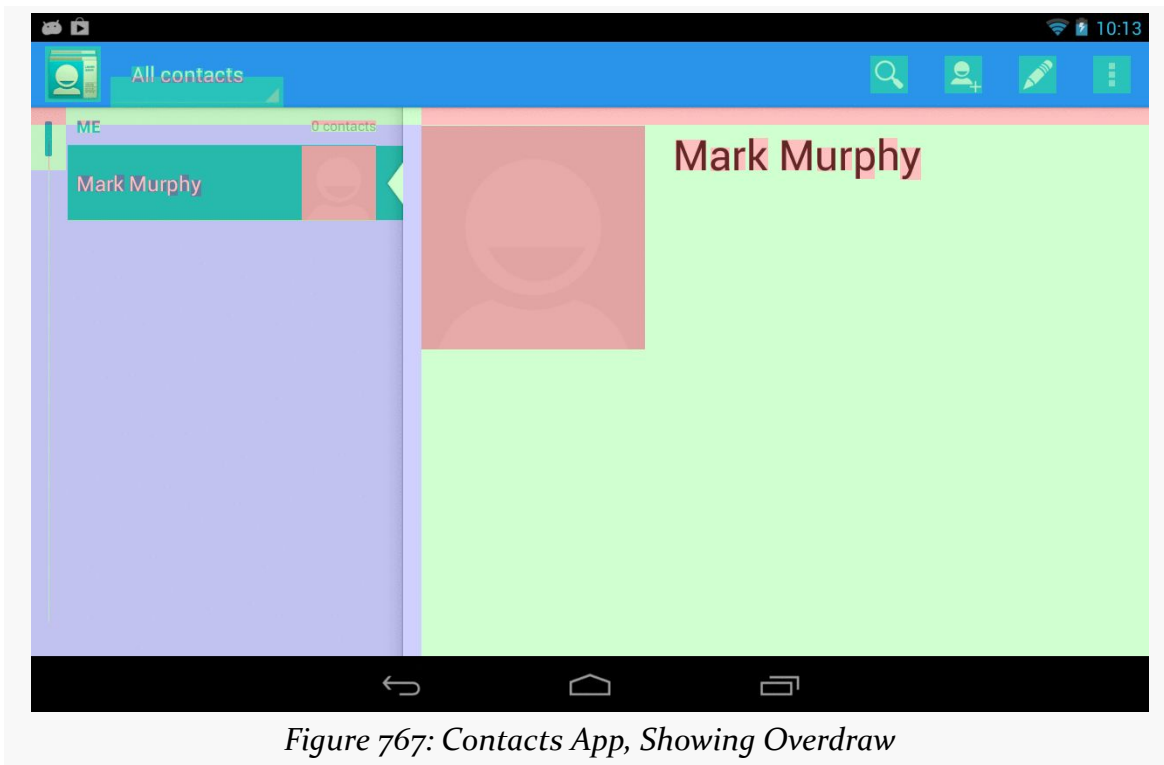 10:13
All contacts
ME 0 contacts
Mark Murphy
Mark Murphy
Figure 767: Contacts App, Showing Overdraw